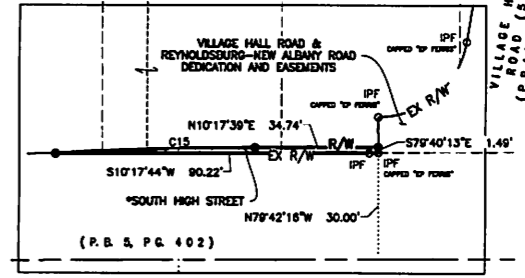 VILLAGE HALL ROAD &
REYNOLDSBURG-NEW ALBANY ROAD
DEDICATION AND EASEMENTS
IPF
CAPPED "EP FERRIS"
VILLAGE H
ROAD (5
(P.B.
IPF
CAPPED "EP FERRIS"
EX R/W
N10°17'39"E 34.74'
C15
R/W
EX R/W
S79°40'13"E 1.49'
S10°17'44"W 90.22'
IPF
IPF
CAPPED "EP FERRIS"
*SOUTH HIGH STREET
N79°42'16"W 30.00'
(P.B. 5, PG. 402)